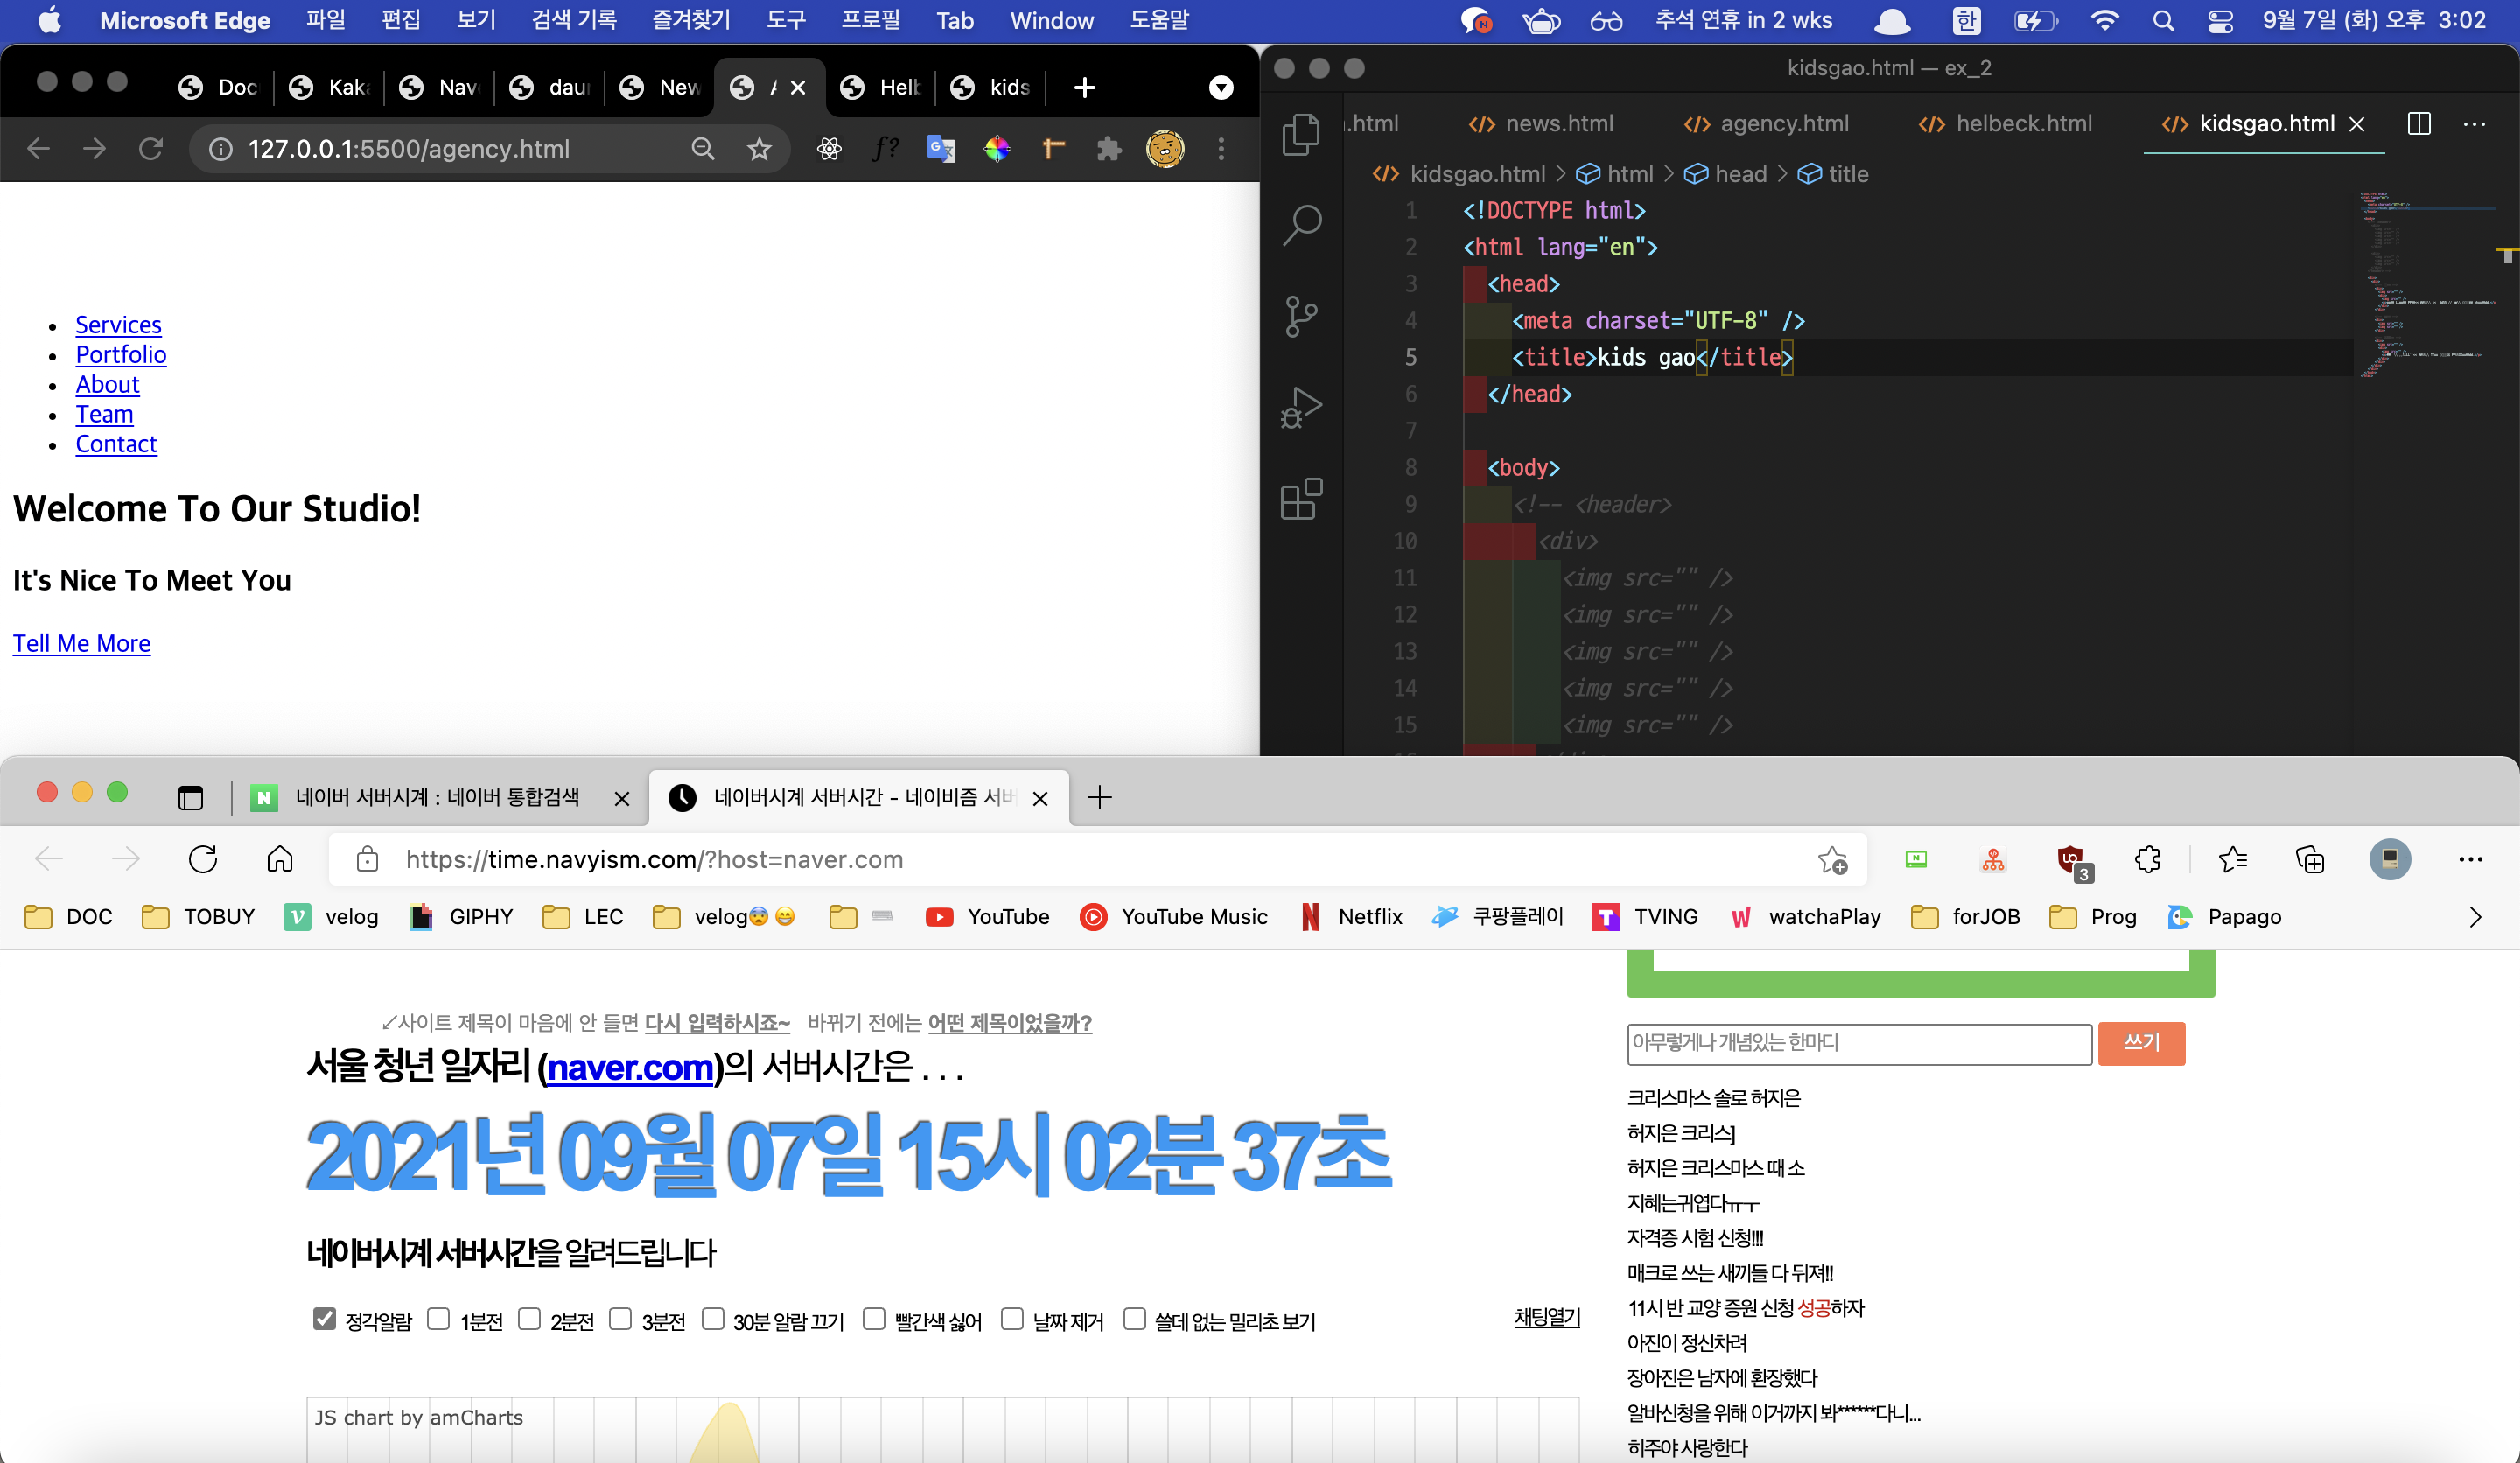 Microsoft Edge 파일 편집 보기 검색 기록 즐겨찾기 도구 프로필 Tab Window 도움말 추석 연휴 in 2 wks 한 9월 7일 (화) 오후 3:02
Doc Kak Nav daun New Helb kids
127.0.0.1:5500/agency.html
Services
Portfolio
About
Team
Contact
Welcome To Our Studio!
It's Nice To Meet You
Tell Me More
kidsgao.html — ex_2
.html news.html agency.html helbeck.html kidsgao.html
kidsgao.html > html > head > title
1 <!DOCTYPE html>
2 <html lang="en">
3 <head>
4 <meta charset="UTF-8" />
5 <title>kids gao</title>
6 </head>
7
8 <body>
9 <!-- <header>
10 <div>
11 <img src="" />
12 <img src="" />
13 <img src="" />
14 <img src="" />
15 <img src="" />
네이버 서버시계 : 네이버 통합검색 네이버시계 서버시간 - 네이비즘 서버
https://time.navyism.com/?host=naver.com 3
DOC TOBUY velog GIPHY LEC velog😨😁 YouTube YouTube Music Netflix 쿠팡플레이 TVING watchaPlay forJOB Prog Papago
↙사이트 제목이 마음에 안 들면 다시 입력하시죠~ 바뀌기 전에는 어떤 제목이었을까?
서울 청년 일자리 (naver.com)의 서버시간은 . . .
2021년 09월 07일 15시 02분 37초
네이버시계 서버시간을 알려드립니다
정각알람 1분전 2분전 3분전 30분 알람 끄기 빨간색 싫어 날짜 제거 쓸데 없는 밀리초 보기 채팅열기
JS chart by amCharts
아무렇게나 개념있는 한마디 쓰기
크리스마스 솔로 허지은
허지은 크리스]
허지은 크리스마스 때 소
지혜는귀엽다ㅠㅜ
자격증 시험 신청!!!
매크로 쓰는 새끼들 다 뒤져!!
11시 반 교양 증원 신청 성공하자
아진이 정신차려
장아진은 남자에 환장했다
알바신청을 위해 이거까지 봐******다니...
히주야 사랑한다